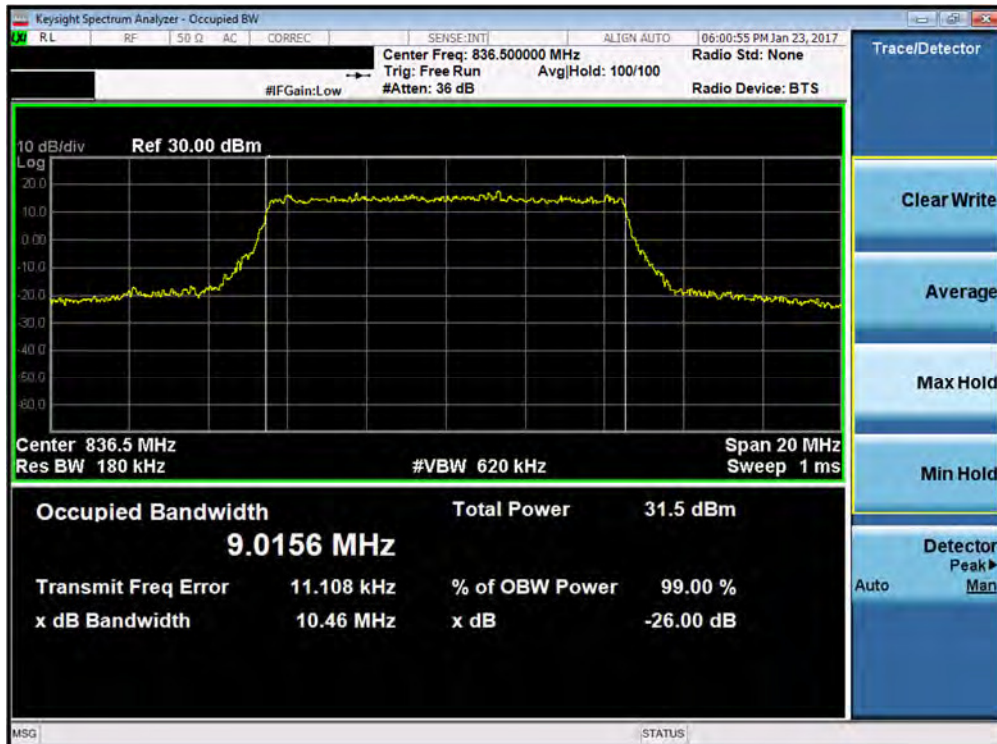 Keysight Spectrum Analyzer - Occupied BW
RL RF 50 Ω AC CORREC SENSE:INT ALIGN AUTO 06:00:55 PM Jan 23, 2017
Center Freq: 836.500000 MHz Radio Std: None
Trig: Free Run Avg|Hold: 100/100
#IFGain:Low #Atten: 36 dB Radio Device: BTS
10 dB/div Ref 30.00 dBm
Log
20.0
10.0
0.00
-10.0
-20.0
-30.0
-40.0
-50.0
-60.0
Center 836.5 MHz Span 20 MHz
Res BW 180 kHz #VBW 620 kHz Sweep 1 ms
Occupied Bandwidth Total Power 31.5 dBm
9.0156 MHz
Transmit Freq Error 11.108 kHz % of OBW Power 99.00 %
x dB Bandwidth 10.46 MHz x dB -26.00 dB
MSG STATUS
Trace/Detector
Clear Write
Average
Max Hold
Min Hold
Detector
Peak▶
Auto Man